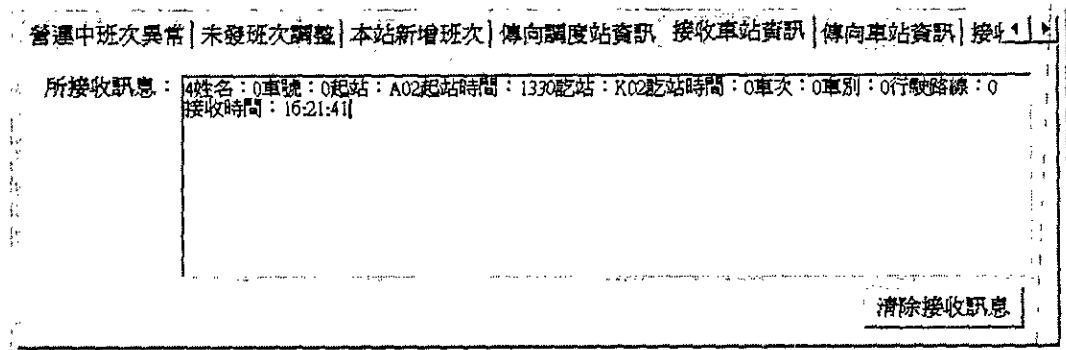 營運中班次異常 | 未發班次調整 | 本站新增班次 | 傳向調度站資訊 接收車站資訊 | 傳向車站資訊 | 接收
所接收訊息：4姓名：0車號：0起站：A02起站時間：1330訖站：K02訖站時間：0車次：0車別：0行駛路線：0
接收時間：16:21:41
清除接收訊息